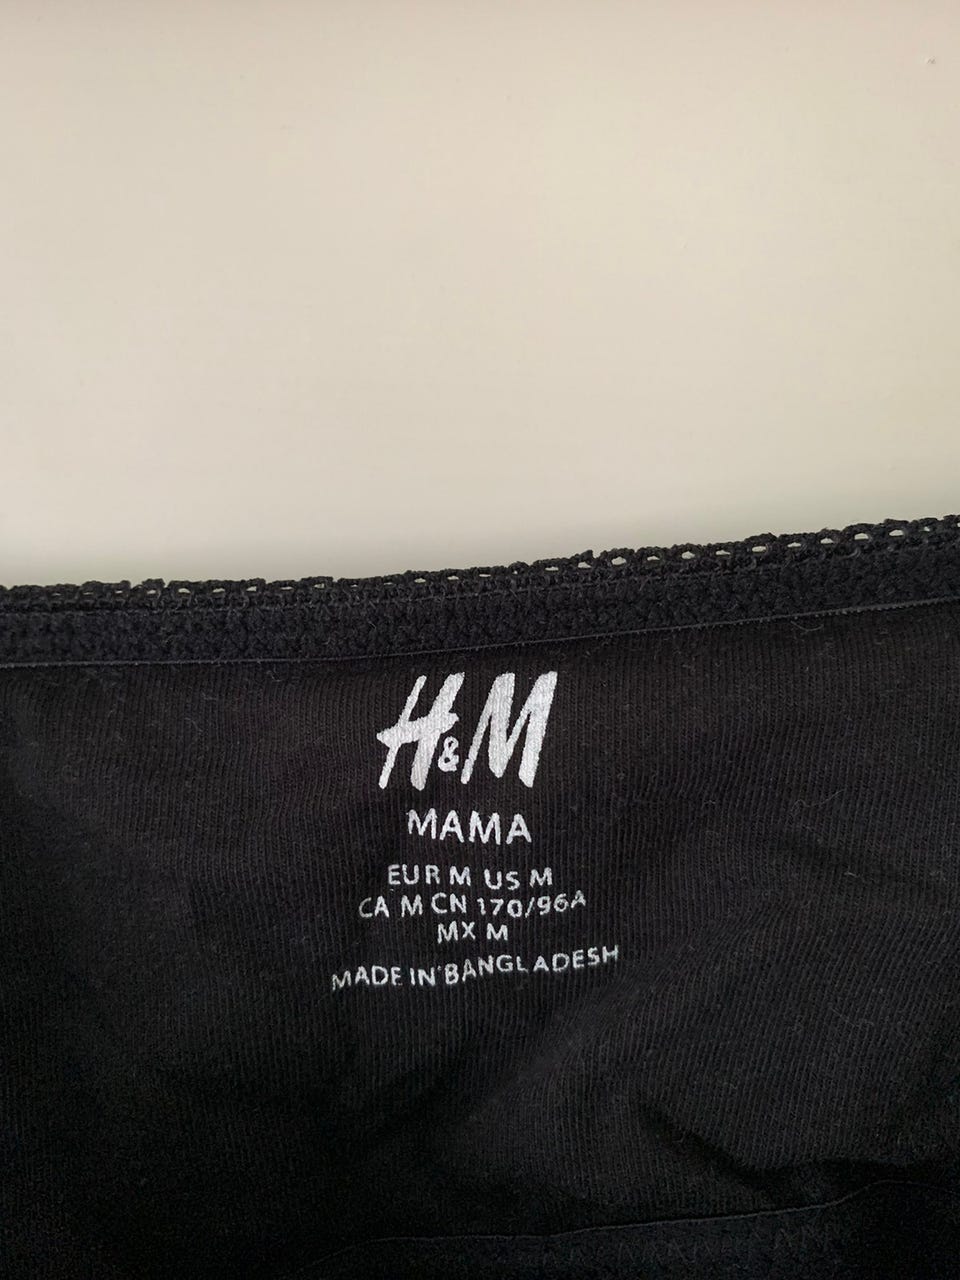 H&M
MAMA
EUR M US M
CA M CN 170/96A
MX M
MADE IN BANGLADESH